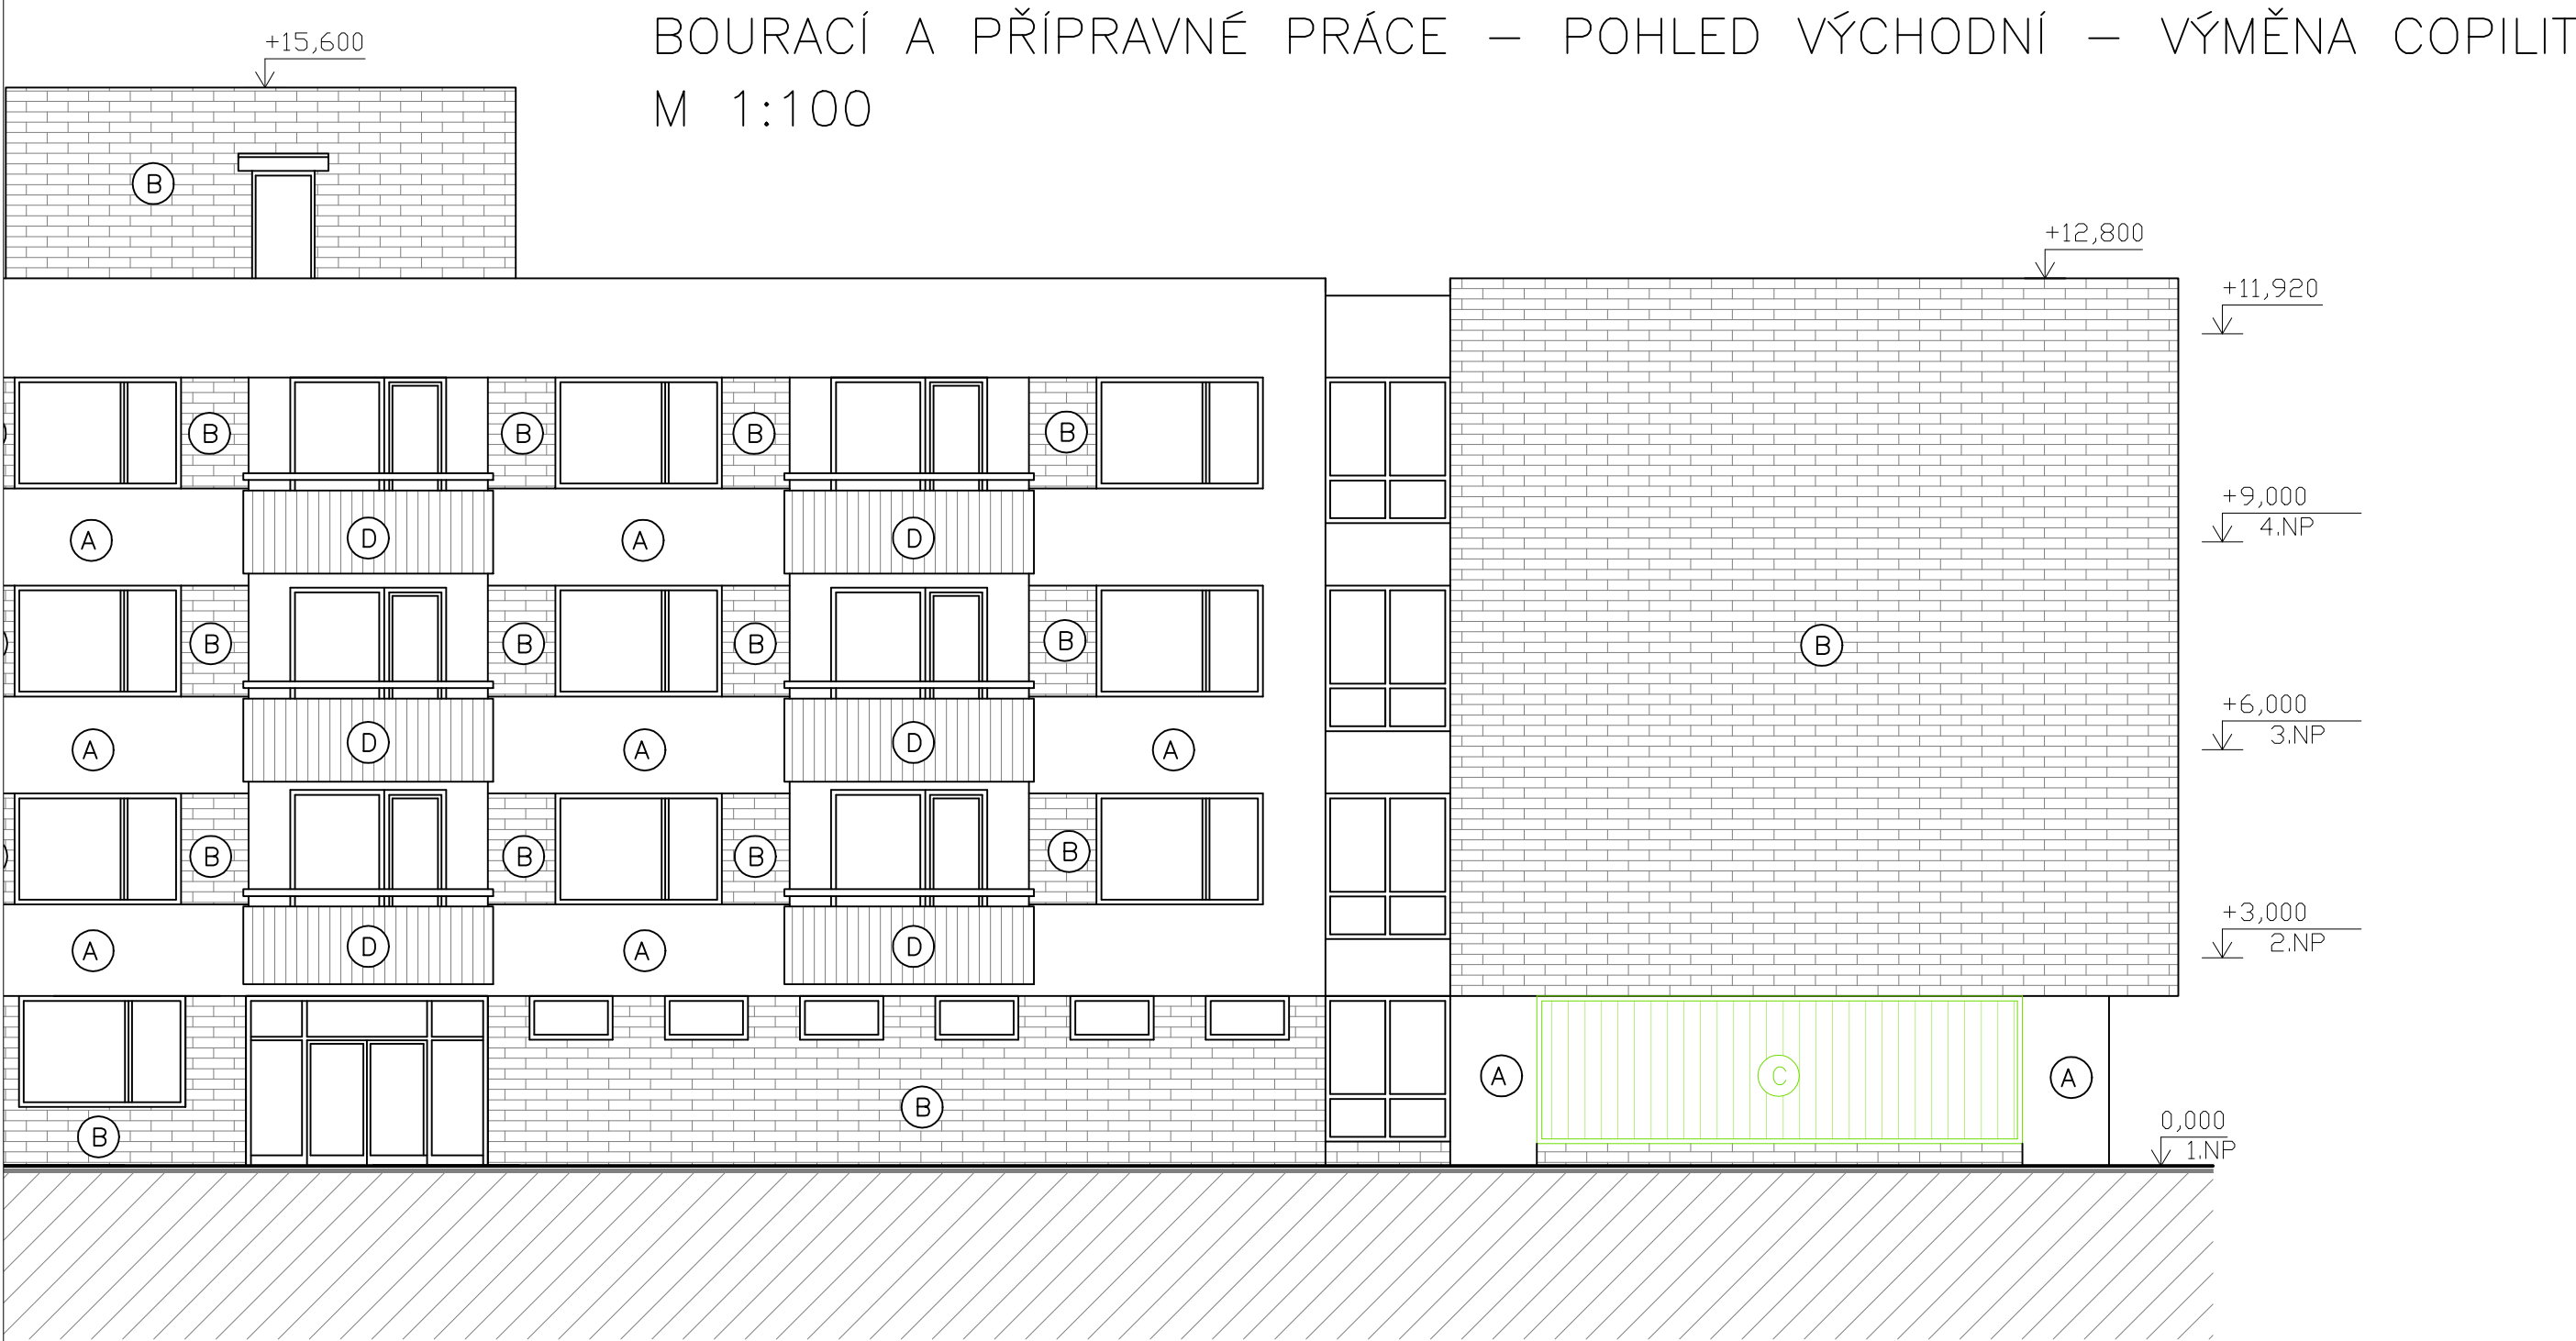 BOURACÍ A PŘÍPRAVNÉ PRÁCE – POHLED VÝCHODNÍ – VÝMĚNA COPILIT
M 1:100
+15,600
B
+12,800
+11,920
B B B B
+9,000
4.NP
A D A D
B B B B B
+6,000
3.NP
A D A D A
B B B B
+3,000
2.NP
A D A D
A C A
B B
0,000
1.NP